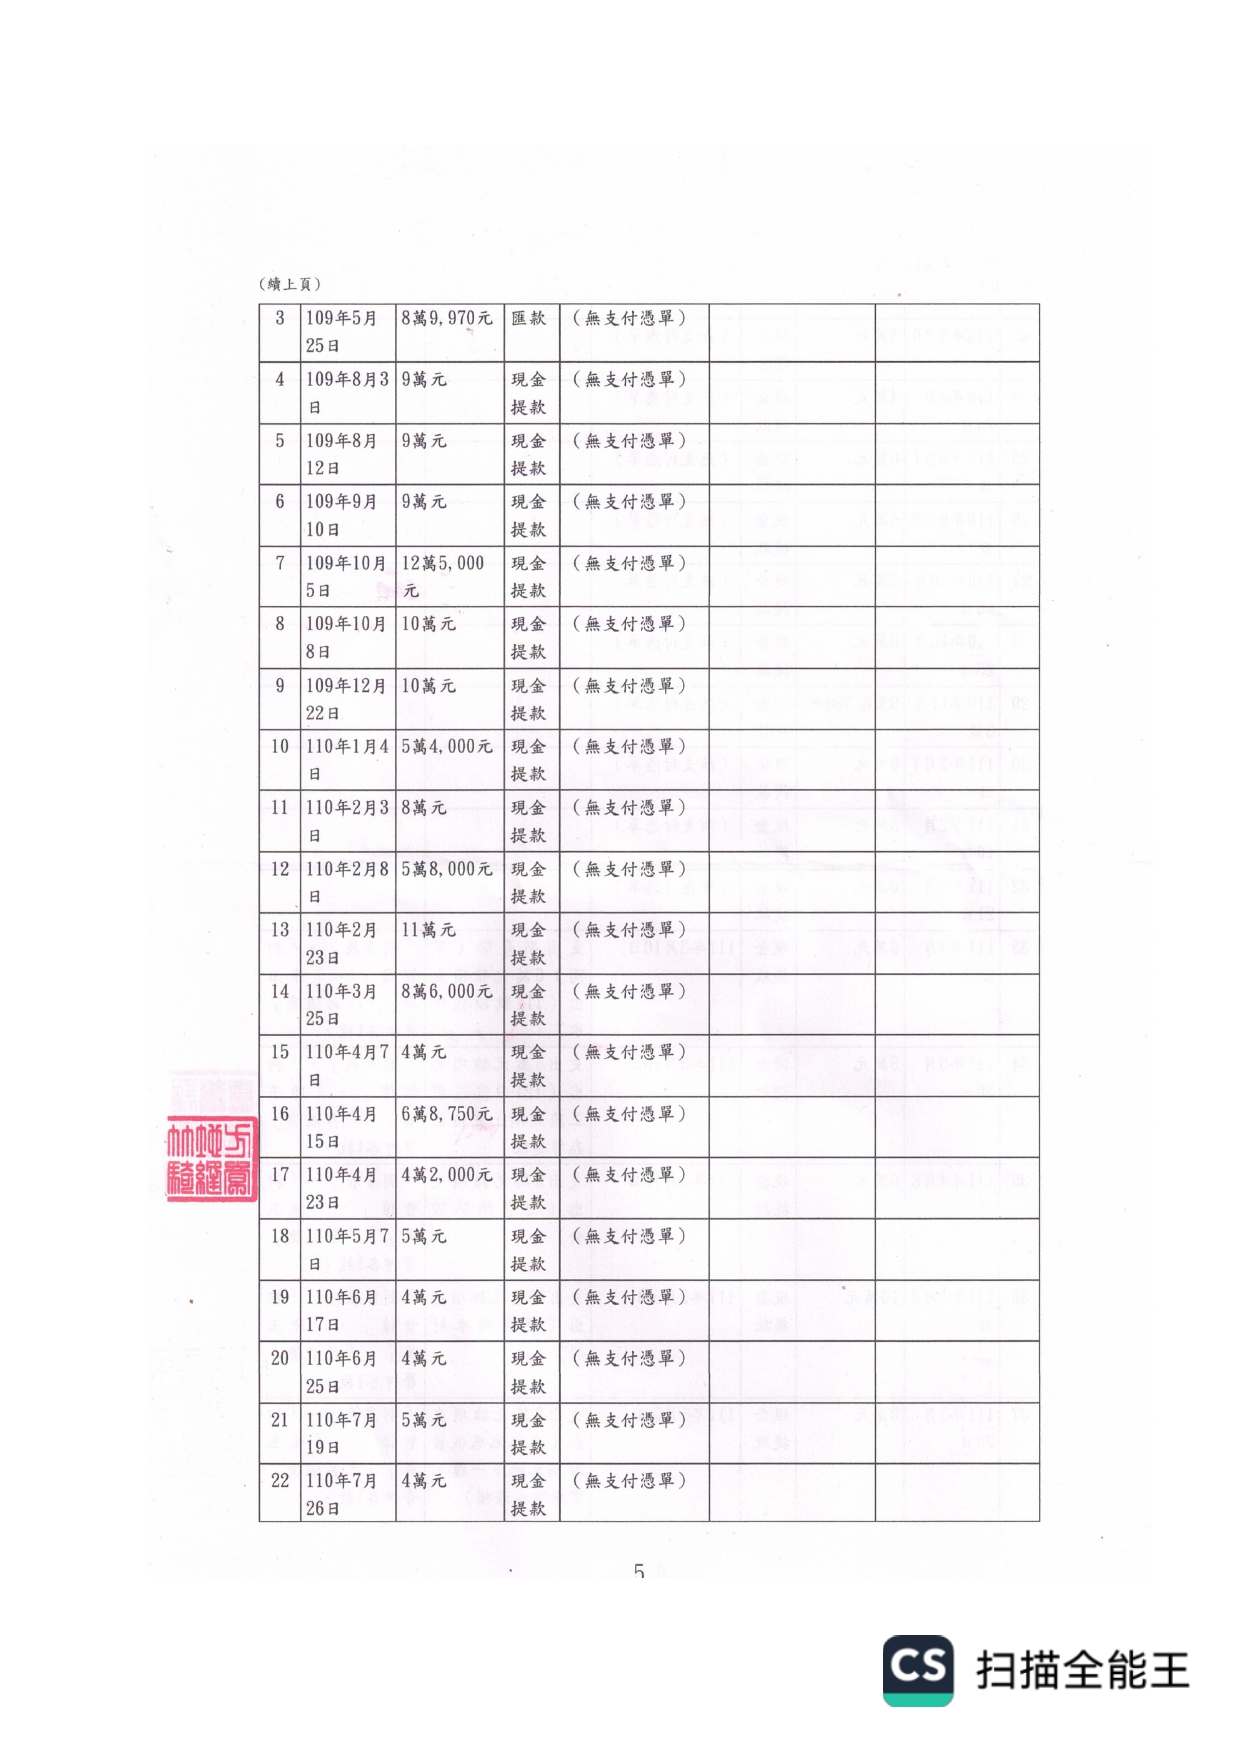 （續上頁）
3 109年5月 8萬9,970元 匯款 （無支付憑單）
25日
4 109年8月3 9萬元 現金 （無支付憑單）
日 提款
5 109年8月 9萬元 現金 （無支付憑單）
12日 提款
6 109年9月 9萬元 現金 （無支付憑單）
10日 提款
7 109年10月 12萬5,000 現金 （無支付憑單）
5日 元 提款
8 109年10月 10萬元 現金 （無支付憑單）
8日 提款
9 109年12月 10萬元 現金 （無支付憑單）
22日 提款
10 110年1月4 5萬4,000元 現金 （無支付憑單）
日 提款
11 110年2月3 8萬元 現金 （無支付憑單）
日 提款
12 110年2月8 5萬8,000元 現金 （無支付憑單）
日 提款
13 110年2月 11萬元 現金 （無支付憑單）
23日 提款
14 110年3月 8萬6,000元 現金 （無支付憑單）
25日 提款
15 110年4月7 4萬元 現金 （無支付憑單）
日 提款
16 110年4月 6萬8,750元 現金 （無支付憑單）
15日 提款
17 110年4月 4萬2,000元 現金 （無支付憑單）
23日 提款
18 110年5月7 5萬元 現金 （無支付憑單）
日 提款
19 110年6月 4萬元 現金 （無支付憑單）
17日 提款
20 110年6月 4萬元 現金 （無支付憑單）
25日 提款
21 110年7月 5萬元 現金 （無支付憑單）
19日 提款
22 110年7月 4萬元 現金 （無支付憑單）
26日 提款
5
CS 扫描全能王